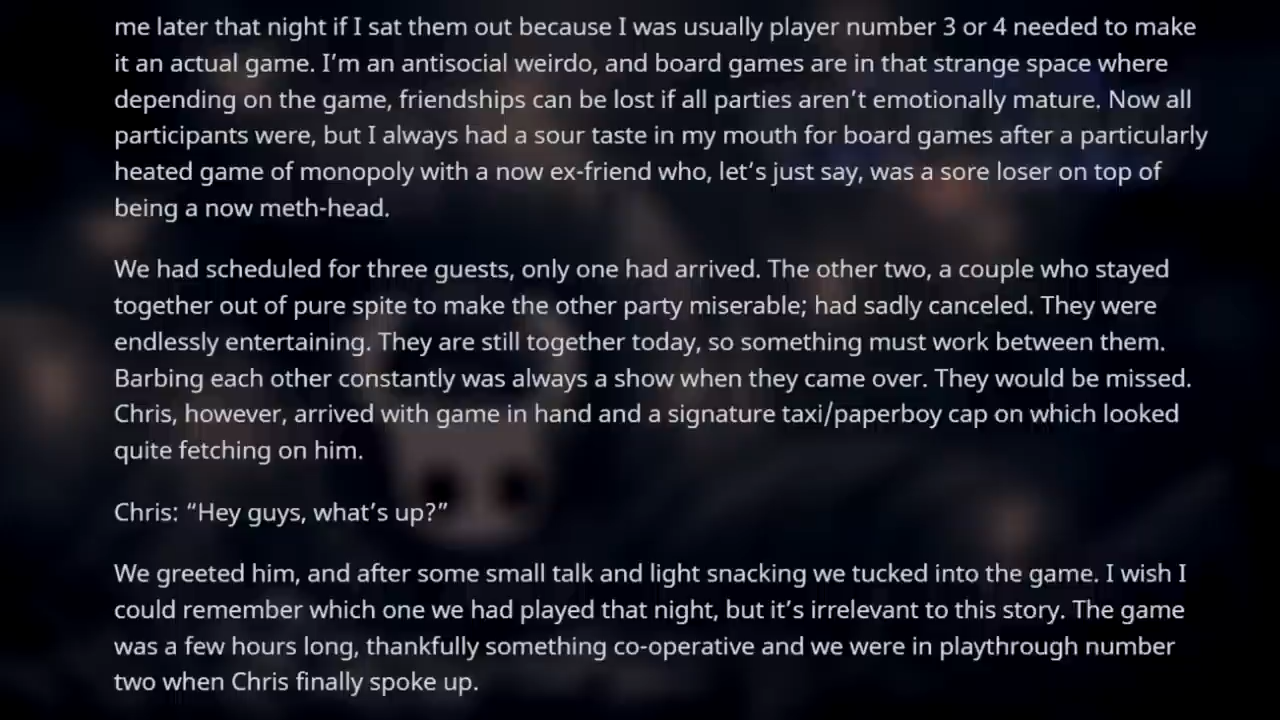 me later that night if I sat them out because I was usually player number 3 or 4 needed to make
it an actual game. I’m an antisocial weirdo, and board games are in that strange space where
depending on the game, friendships can be lost if all parties aren’t emotionally mature. Now all
participants were, but I always had a sour taste in my mouth for board games after a particularly
heated game of monopoly with a now ex-friend who, let’s just say, was a sore loser on top of
being a now meth-head.
We had scheduled for three guests, only one had arrived. The other two, a couple who stayed
together out of pure spite to make the other party miserable; had sadly canceled. They were
endlessly entertaining. They are still together today, so something must work between them.
Barbing each other constantly was always a show when they came over. They would be missed.
Chris, however, arrived with game in hand and a signature taxi/paperboy cap on which looked
quite fetching on him.
Chris: “Hey guys, what’s up?”
We greeted him, and after some small talk and light snacking we tucked into the game. I wish I
could remember which one we had played that night, but it’s irrelevant to this story. The game
was a few hours long, thankfully something co-operative and we were in playthrough number
two when Chris finally spoke up.